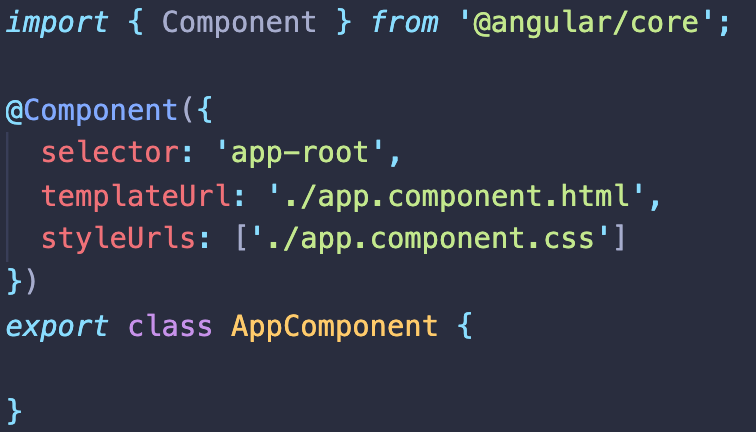 import { Component } from '@angular/core';
@Component({
selector: 'app-root',
templateUrl: './app.component.html',
styleUrls: ['./app.component.css']
})
export class AppComponent {
}